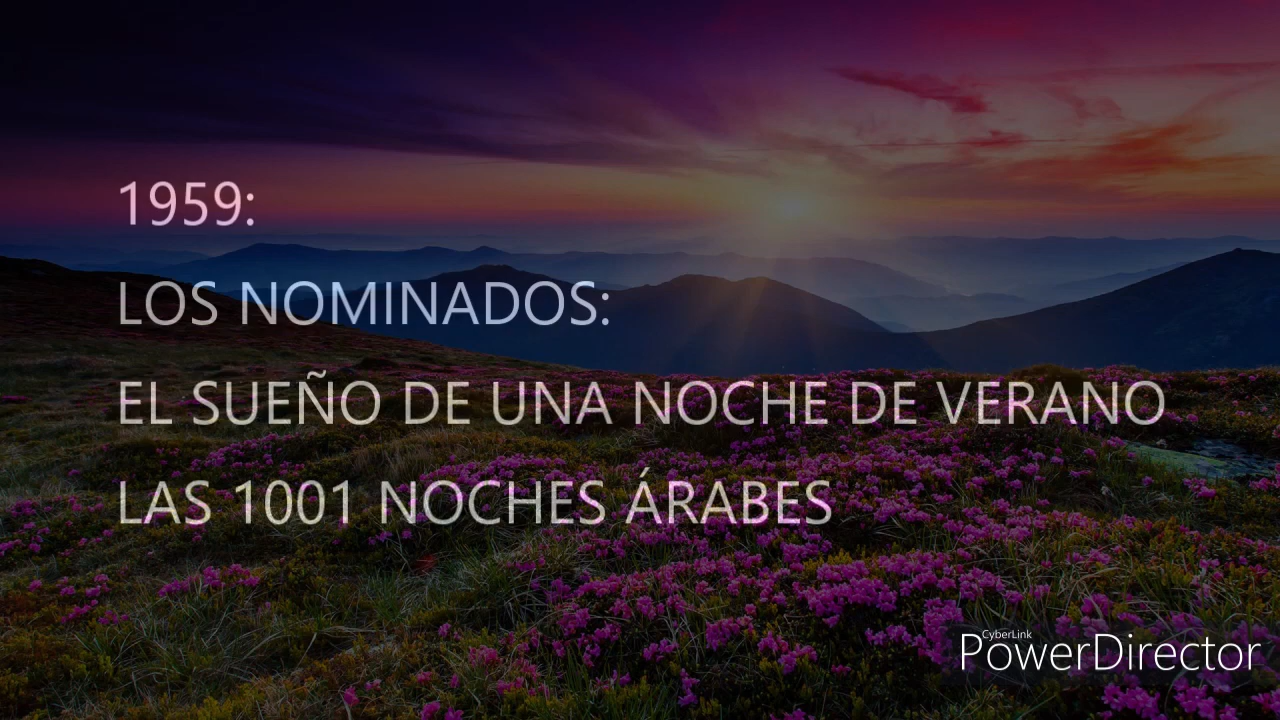 1959:
LOS NOMINADOS:
EL SUEÑO DE UNA NOCHE DE VERANO
LAS 1001 NOCHES ÁRABES
CyberLink
PowerDirector